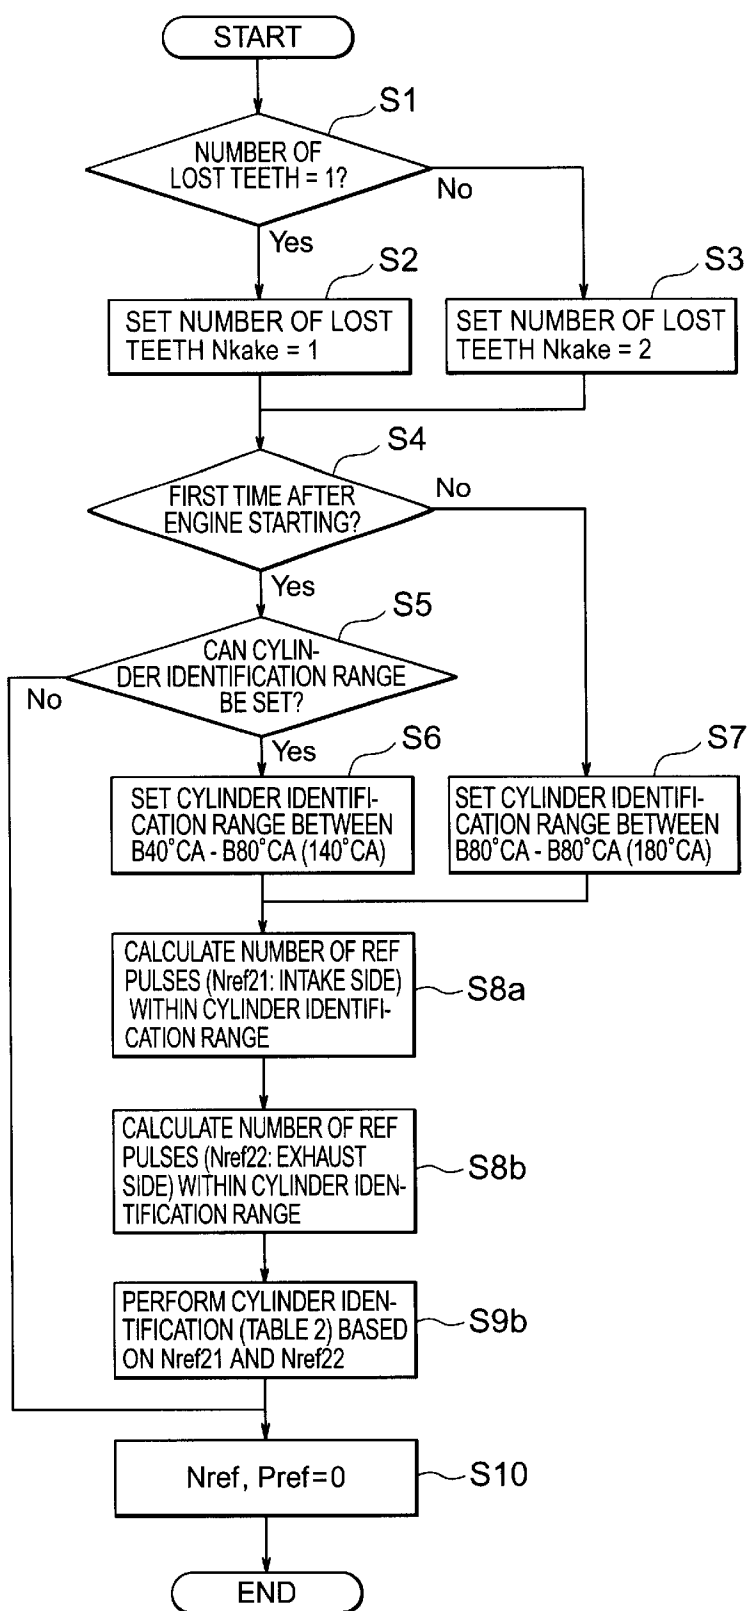 START
S1
NUMBER OF
LOST TEETH = 1?
No
Yes
S2
S3
SET NUMBER OF LOST
TEETH Nkake = 1
SET NUMBER OF LOST
TEETH Nkake = 2
S4
FIRST TIME AFTER
ENGINE STARTING?
No
Yes
S5
CAN CYLIN-
DER IDENTIFICATION RANGE
BE SET?
No
Yes
S6
S7
SET CYLINDER IDENTIFI-
CATION RANGE BETWEEN
B40°CA - B80°CA (140°CA)
SET CYLINDER IDENTIFI-
CATION RANGE BETWEEN
B80°CA - B80°CA (180°CA)
CALCULATE NUMBER OF REF
PULSES (Nref21: INTAKE SIDE)
WITHIN CYLINDER IDENTIFI-
CATION RANGE
S8a
CALCULATE NUMBER OF REF
PULSES (Nref22: EXHAUST
SIDE) WITHIN CYLINDER IDEN-
TIFICATION RANGE
S8b
PERFORM CYLINDER IDEN-
TIFICATION (TABLE 2) BASED
ON Nref21 AND Nref22
S9b
Nref, Pref=0
S10
END